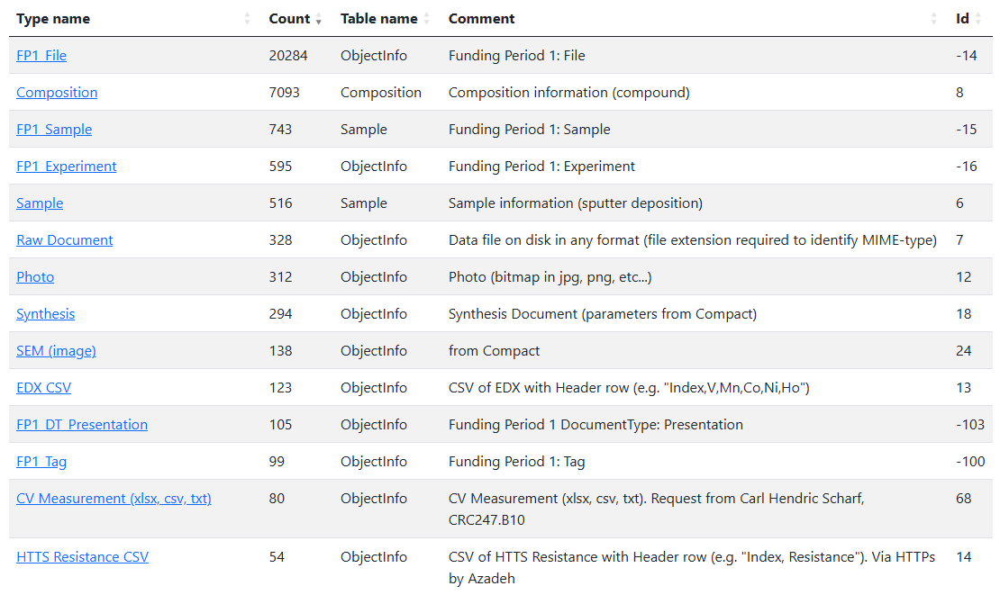 Type name Count Table name Comment Id
FP1_File 20284 ObjectInfo Funding Period 1: File -14
Composition 7093 Composition Composition information (compound) 8
FP1_Sample 743 Sample Funding Period 1: Sample -15
FP1_Experiment 595 ObjectInfo Funding Period 1: Experiment -16
Sample 516 Sample Sample information (sputter deposition) 6
Raw Document 328 ObjectInfo Data file on disk in any format (file extension required to identify MIME-type) 7
Photo 312 ObjectInfo Photo (bitmap in jpg, png, etc...) 12
Synthesis 294 ObjectInfo Synthesis Document (parameters from Compact) 18
SEM (image) 138 ObjectInfo from Compact 24
EDX CSV 123 ObjectInfo CSV of EDX with Header row (e.g. "Index,V,Mn,Co,Ni,Ho") 13
FP1_DT_Presentation 105 ObjectInfo Funding Period 1 DocumentType: Presentation -103
FP1_Tag 99 ObjectInfo Funding Period 1: Tag -100
CV Measurement (xlsx, csv, txt) 80 ObjectInfo CV Measurement (xlsx, csv, txt). Request from Carl Hendric Scharf, 68
CRC247.B10
HTTS Resistance CSV 54 ObjectInfo CSV of HTTS Resistance with Header row (e.g. "Index, Resistance"). Via HTTPs 14
by Azadeh